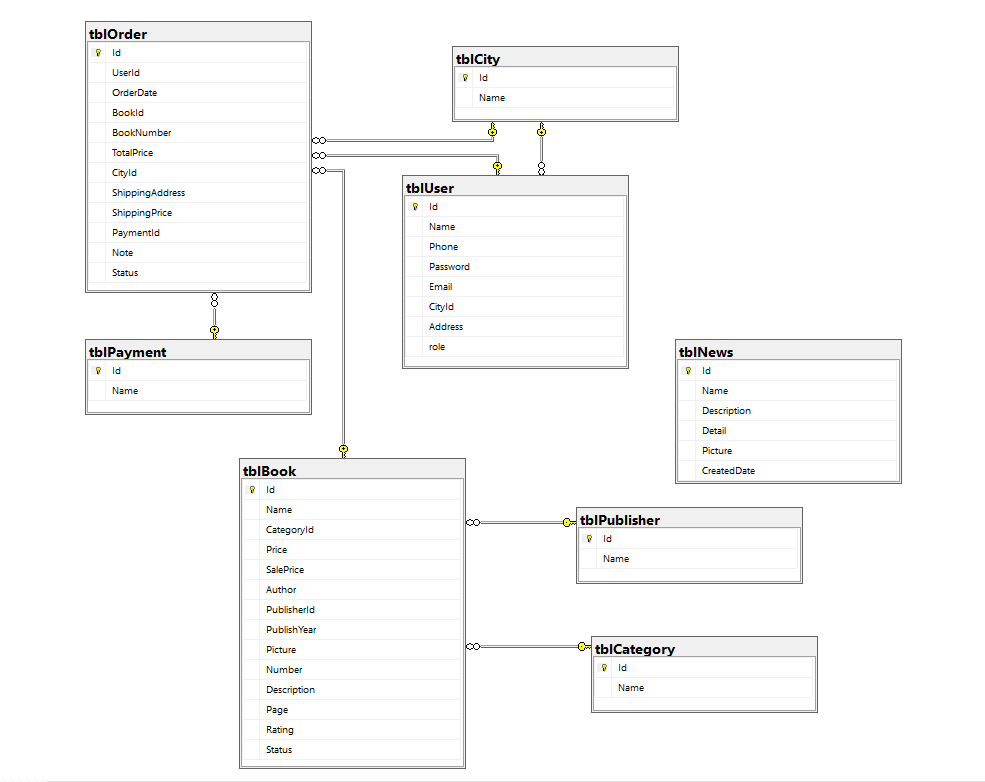 tblOrder
Id
UserId
OrderDate
BookId
BookNumber
TotalPrice
CityId
ShippingAddress
ShippingPrice
PaymentId
Note
Status
tblCity
Id
Name
tblUser
Id
Name
Phone
Password
Email
CityId
Address
role
tblPayment
Id
Name
tblNews
Id
Name
Description
Detail
Picture
CreatedDate
tblBook
Id
Name
CategoryId
Price
SalePrice
Author
PublisherId
PublishYear
Picture
Number
Description
Page
Rating
Status
tblPublisher
Id
Name
tblCategory
Id
Name